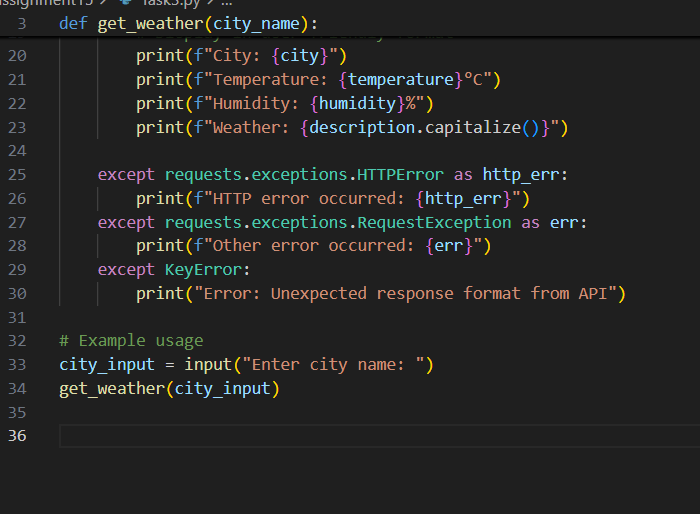 Task3.py > ...
3 def get_weather(city_name):
20 print(f"City: {city}")
21 print(f"Temperature: {temperature}°C")
22 print(f"Humidity: {humidity}%")
23 print(f"Weather: {description.capitalize()}")
24
25 except requests.exceptions.HTTPError as http_err:
26 print(f"HTTP error occurred: {http_err}")
27 except requests.exceptions.RequestException as err:
28 print(f"Other error occurred: {err}")
29 except KeyError:
30 print("Error: Unexpected response format from API")
31
32 # Example usage
33 city_input = input("Enter city name: ")
34 get_weather(city_input)
35
36